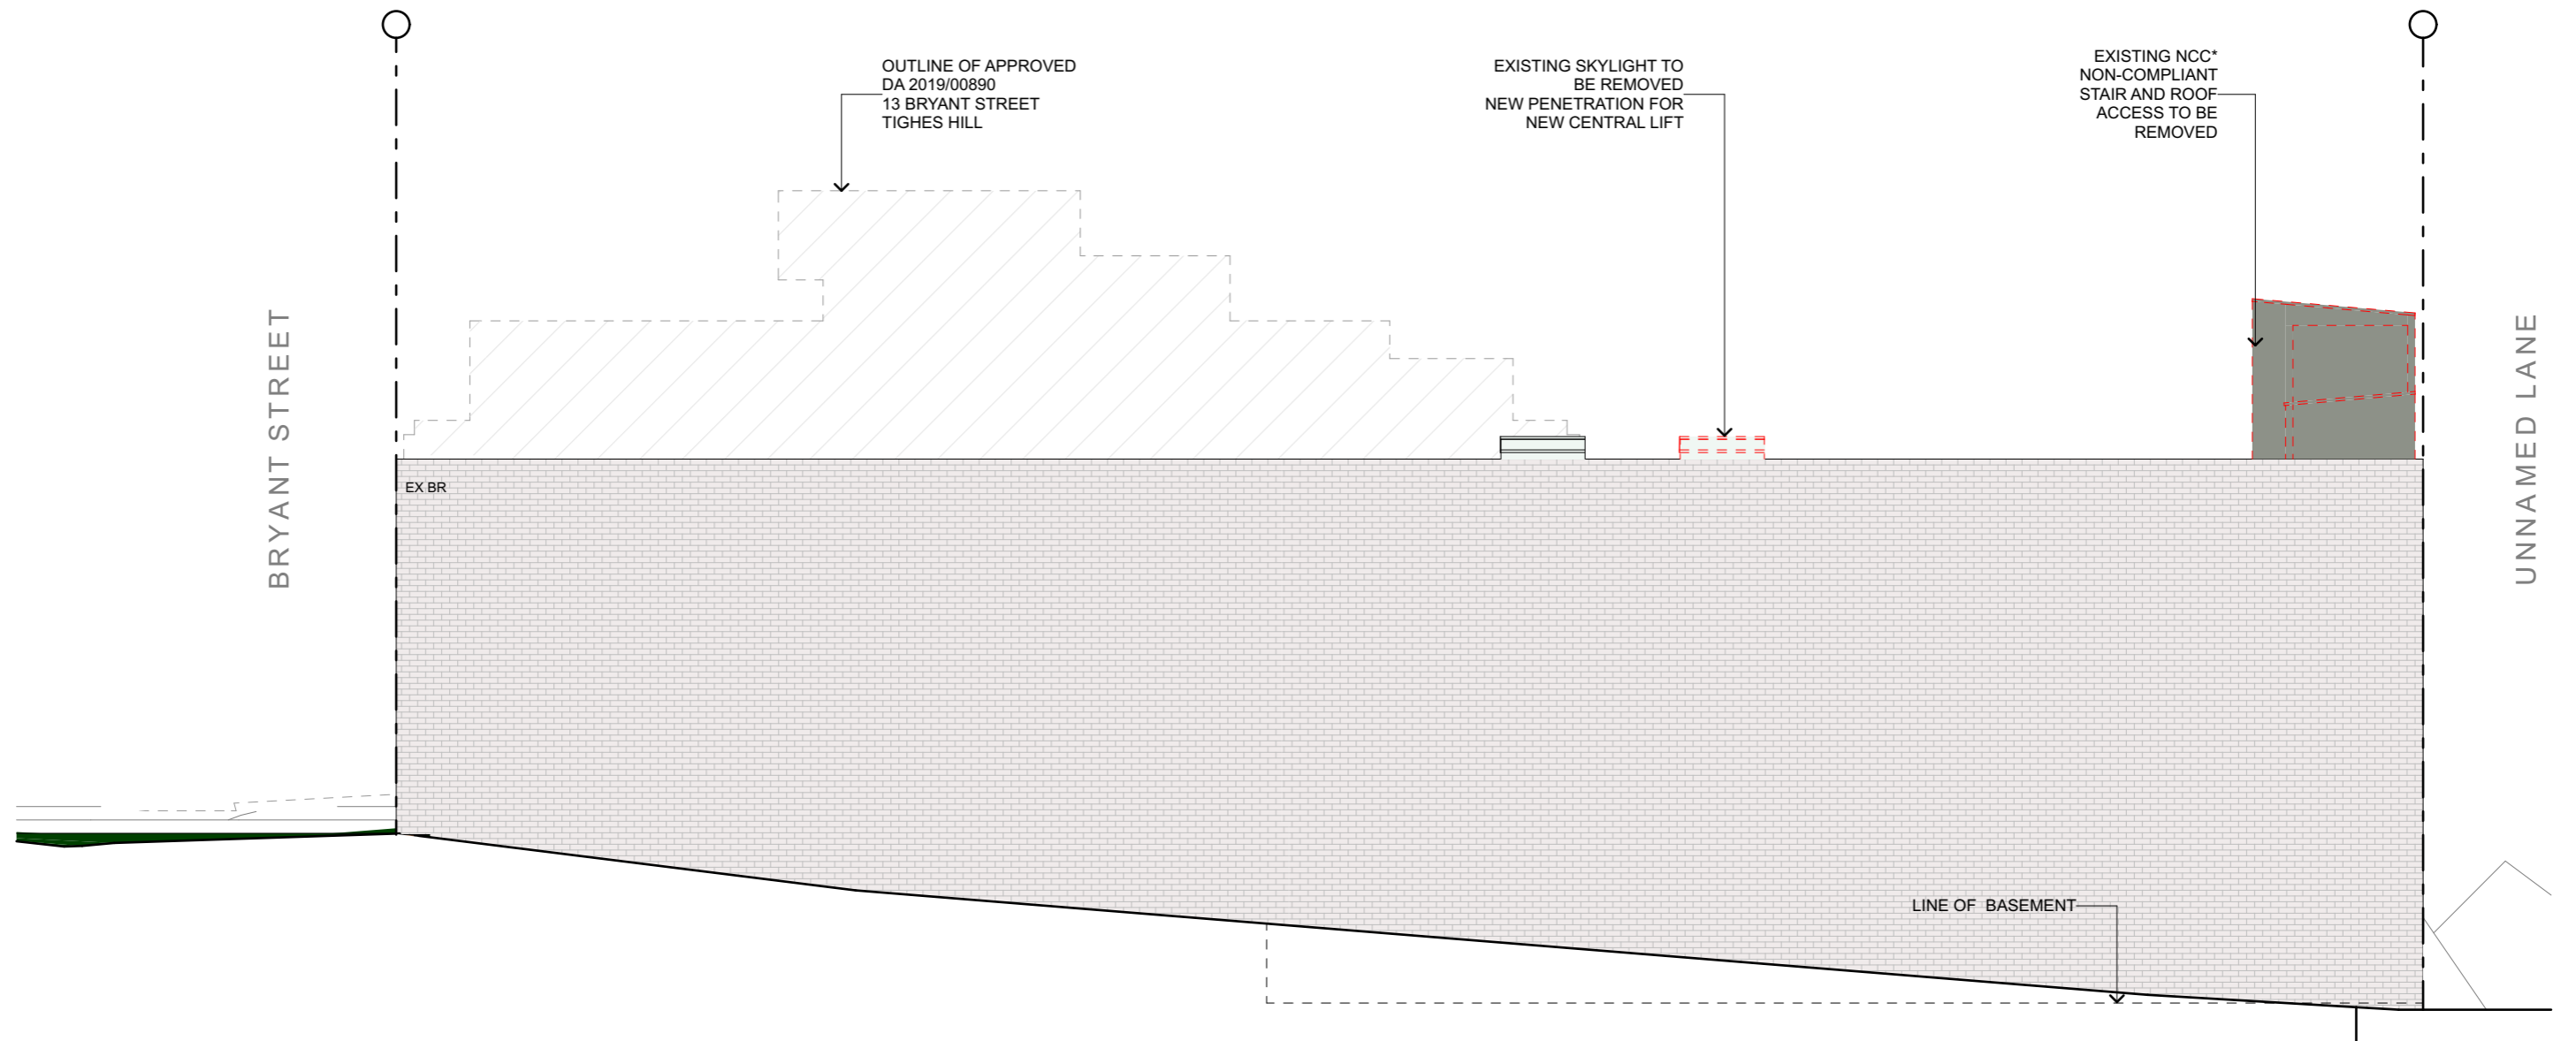 OUTLINE OF APPROVED
DA 2019/00890
13 BRYANT STREET
TIGHES HILL
EXISTING SKYLIGHT TO
BE REMOVED
NEW PENETRATION FOR
NEW CENTRAL LIFT
EXISTING NCC*
NON-COMPLIANT
STAIR AND ROOF
ACCESS TO BE
REMOVED
BRYANT STREET
UNNAMED LANE
EX BR
LINE OF BASEMENT